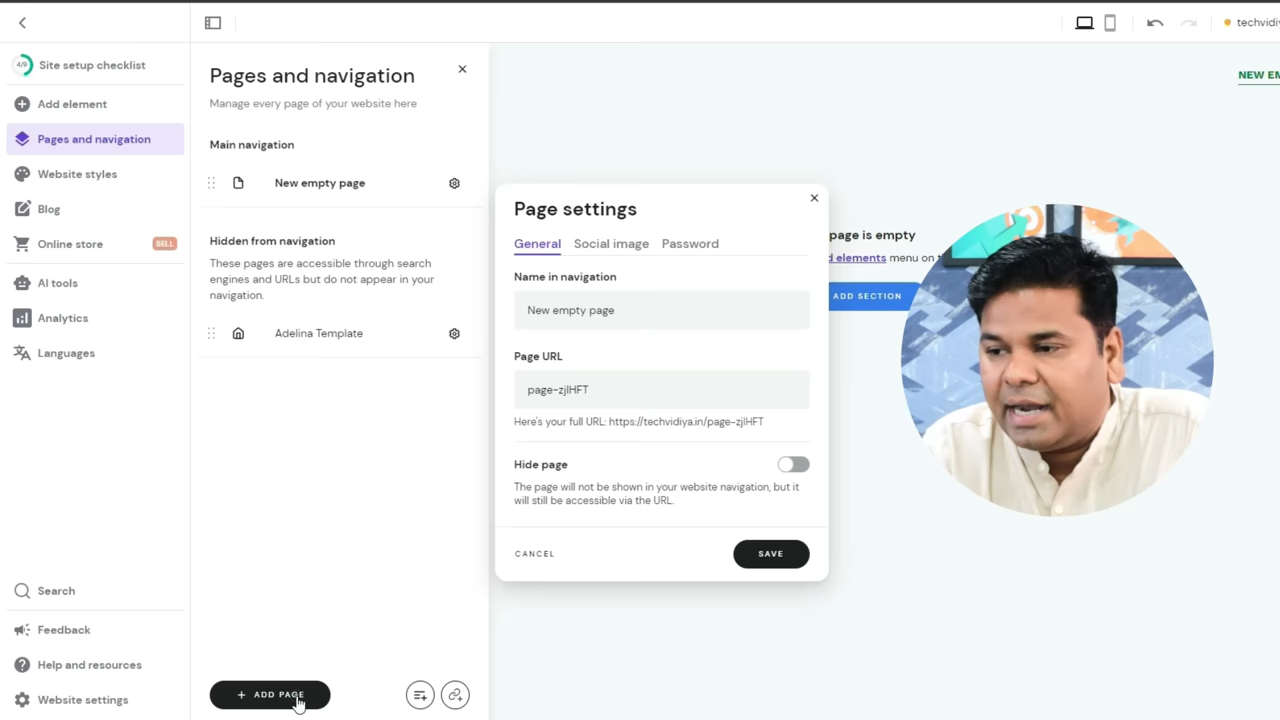 techvidiy
4/9 Site setup checklist
Add element
Pages and navigation
Website styles
Blog
Online store SELL
AI tools
Analytics
Languages
Search
Feedback
Help and resources
Website settings
Pages and navigation
Manage every page of your website here
Main navigation
New empty page
Hidden from navigation
These pages are accessible through search
engines and URLs but do not appear in your
navigation.
Adelina Template
+ ADD PAGE
Page settings
General Social image Password
Name in navigation
New empty page
Page URL
page-zjlHFT
Here's your full URL: https://techvidiya.in/page-zjlHFT
Hide page
The page will not be shown in your website navigation, but it
will still be accessible via the URL.
CANCEL
SAVE
NEW EM
page is empty
d elements menu on
ADD SECTION